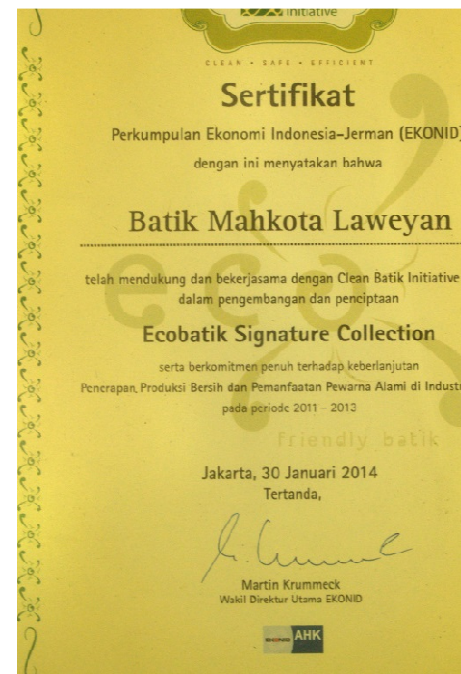 initiative
CLEAN • SAFE • EFFICIENT
Sertifikat
Perkumpulan Ekonomi Indonesia-Jerman (EKONID)
dengan ini menyatakan bahwa
Batik Mahkota Laweyan
telah mendukung dan bekerjasama dengan Clean Batik Initiative
dalam pengembangan dan penciptaan
eco
Ecobatik Signature Collection
serta berkomitmen penuh terhadap keberlanjutan
Penerapan Produksi Bersih dan Pemanfaatan Pewarna Alami di Industr
pada periode 2011 - 2013
friendly batik
Jakarta, 30 Januari 2014
Tertanda,
Martin Krummeck
Wakil Direktur Utama EKONID
EKONID AHK